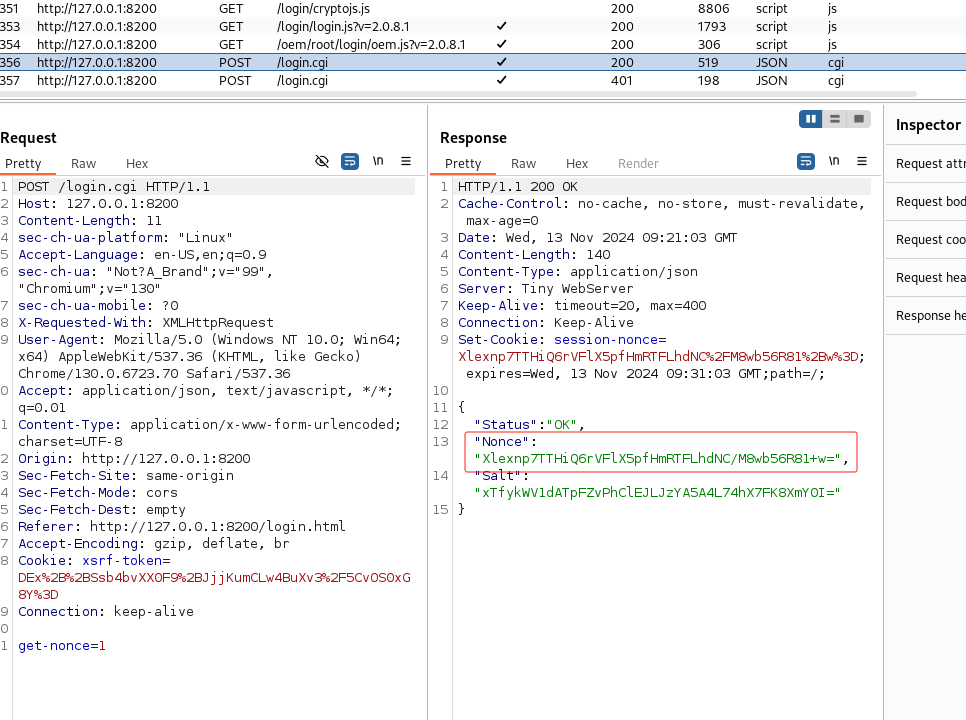 351 http://127.0.0.1:8200 GET /login/cryptojs.js 200 8806 script js
353 http://127.0.0.1:8200 GET /login/login.js?v=2.0.8.1 ✓ 200 1793 script js
354 http://127.0.0.1:8200 GET /oem/root/login/oem.js?v=2.0.8.1 ✓ 200 306 script js
356 http://127.0.0.1:8200 POST /login.cgi ✓ 200 519 JSON cgi
357 http://127.0.0.1:8200 POST /login.cgi ✓ 401 198 JSON cgi
Request
Pretty Raw Hex \n
1 POST /login.cgi HTTP/1.1
2 Host: 127.0.0.1:8200
3 Content-Length: 11
4 sec-ch-ua-platform: "Linux"
5 Accept-Language: en-US,en;q=0.9
6 sec-ch-ua: "Not?A_Brand";v="99",
"Chromium";v="130"
7 sec-ch-ua-mobile: ?0
8 X-Requested-With: XMLHttpRequest
9 User-Agent: Mozilla/5.0 (Windows NT 10.0; Win64;
x64) AppleWebKit/537.36 (KHTML, like Gecko)
Chrome/130.0.6723.70 Safari/537.36
0 Accept: application/json, text/javascript, */*;
q=0.01
1 Content-Type: application/x-www-form-urlencoded;
charset=UTF-8
2 Origin: http://127.0.0.1:8200
3 Sec-Fetch-Site: same-origin
4 Sec-Fetch-Mode: cors
5 Sec-Fetch-Dest: empty
6 Referer: http://127.0.0.1:8200/login.html
7 Accept-Encoding: gzip, deflate, br
8 Cookie: xsrf-token=
DEx%2B%2BSsb4bvXXOF9%2BJjjKumCLw4BuXv3%2F5CvOS0xG
8Y%3D
9 Connection: keep-alive
0
1 get-nonce=1
Response
Pretty Raw Hex Render \n
1 HTTP/1.1 200 OK
2 Cache-Control: no-cache, no-store, must-revalidate,
max-age=0
3 Date: Wed, 13 Nov 2024 09:21:03 GMT
4 Content-Length: 140
5 Content-Type: application/json
6 Server: Tiny WebServer
7 Keep-Alive: timeout=20, max=400
8 Connection: Keep-Alive
9 Set-Cookie: session-nonce=
Xlexnp7TTHiQ6rVFlX5pfHmRTFLhdNC%2FM8wb56R81%2Bw%3D;
expires=Wed, 13 Nov 2024 09:31:03 GMT;path=/;
10
11 {
12 "Status":"OK",
13 "Nonce":
"Xlexnp7TTHiQ6rVFlX5pfHmRTFLhdNC/M8wb56R81+w=",
14 "Salt":
"xTfykWV1dATpFZvPhClEJLJzYA5A4L74hX7FK8XmY0I="
15 }
Inspector
Request attr
Request bod
Request coo
Request hea
Response he